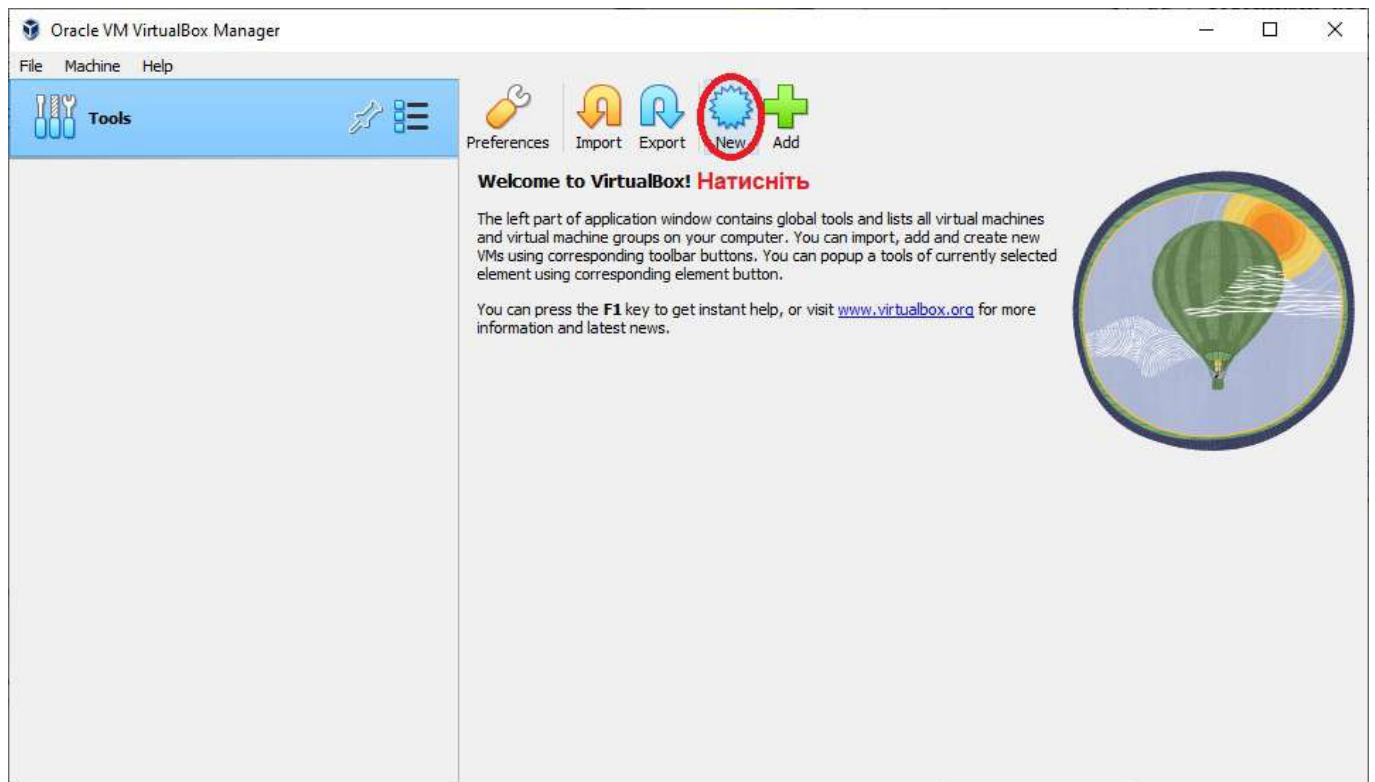 Oracle VM VirtualBox Manager
File Machine Help
Tools
Preferences Import Export New Add
Welcome to VirtualBox! Натисніть
The left part of application window contains global tools and lists all virtual machines
and virtual machine groups on your computer. You can import, add and create new
VMs using corresponding toolbar buttons. You can popup a tools of currently selected
element using corresponding element button.
You can press the F1 key to get instant help, or visit www.virtualbox.org for more
information and latest news.